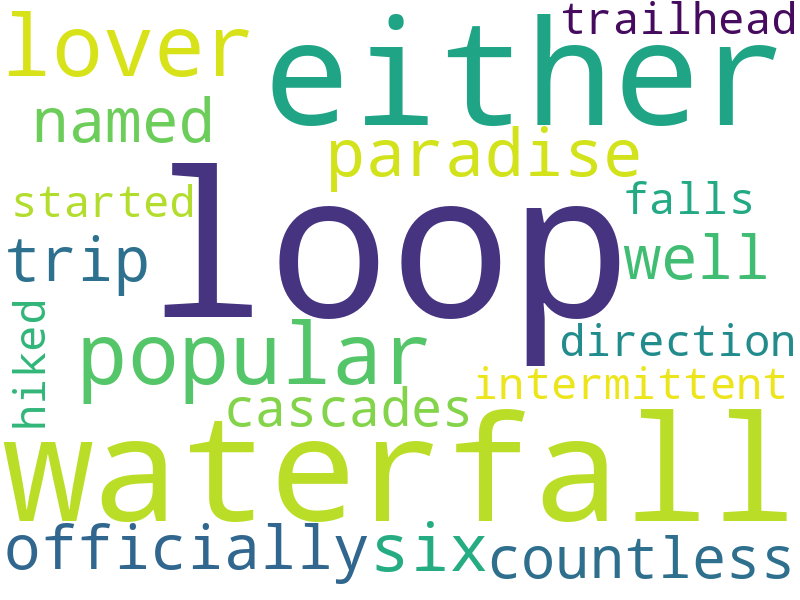 trailhead
lover
either
named
paradise
started
loop
falls
trip
well
hiked
popular
direction
intermittent
cascades
waterfall
officially
six
countless